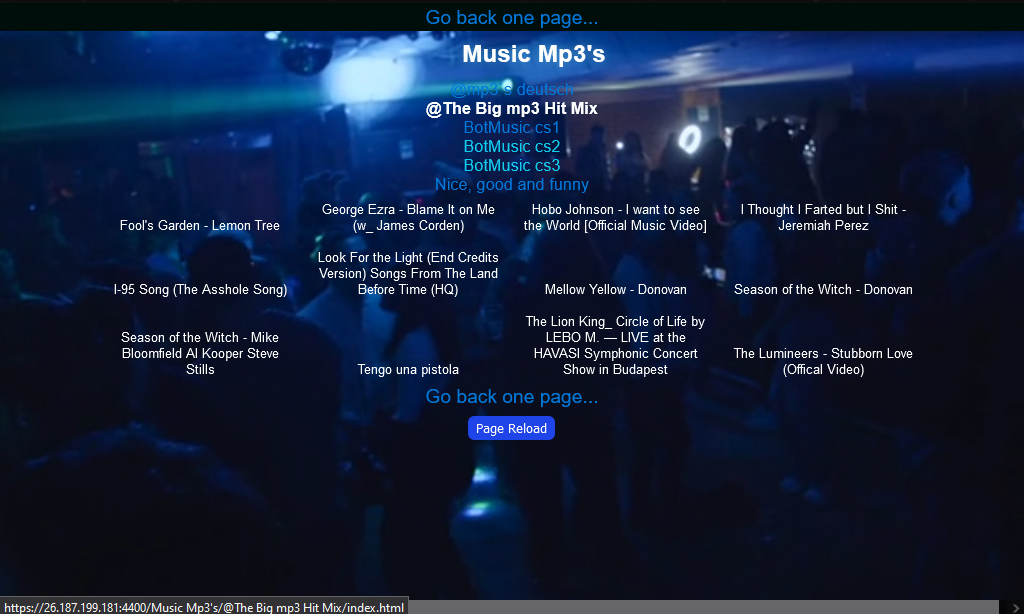 Go back one page...
Music Mp3's
@mp3's deutsch
@The Big mp3 Hit Mix
BotMusic cs1
BotMusic cs2
BotMusic cs3
Nice, good and funny
Fool's Garden - Lemon Tree
George Ezra - Blame It on Me
(w_ James Corden)
Hobo Johnson - I want to see
the World [Official Music Video]
I Thought I Farted but I Shit -
Jeremiah Perez
I-95 Song (The Asshole Song)
Look For the Light (End Credits
Version) Songs From The Land
Before Time (HQ)
Mellow Yellow - Donovan
Season of the Witch - Donovan
Season of the Witch - Mike
Bloomfield Al Kooper Steve
Stills
Tengo una pistola
The Lion King_ Circle of Life by
LEBO M. — LIVE at the
HAVASI Symphonic Concert
Show in Budapest
The Lumineers - Stubborn Love
(Offical Video)
Go back one page...
Page Reload
https://26.187.199.181:4400/Music Mp3's/@The Big mp3 Hit Mix/index.html